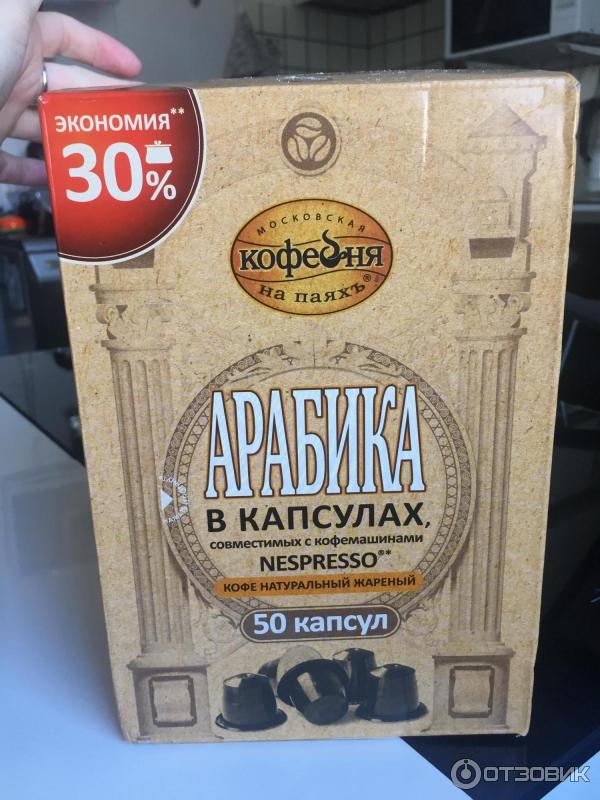 ЭКОНОМИЯ**
30%
МОСКОВСКАЯ
кофейня
на паяхъ®
АРАБИКА
В КАПСУЛАХ,
совместимых с кофемашинами
NESPRESSO®*
КОФЕ НАТУРАЛЬНЫЙ ЖАРЕНЫЙ
50 капсул
ОТЗОВИК